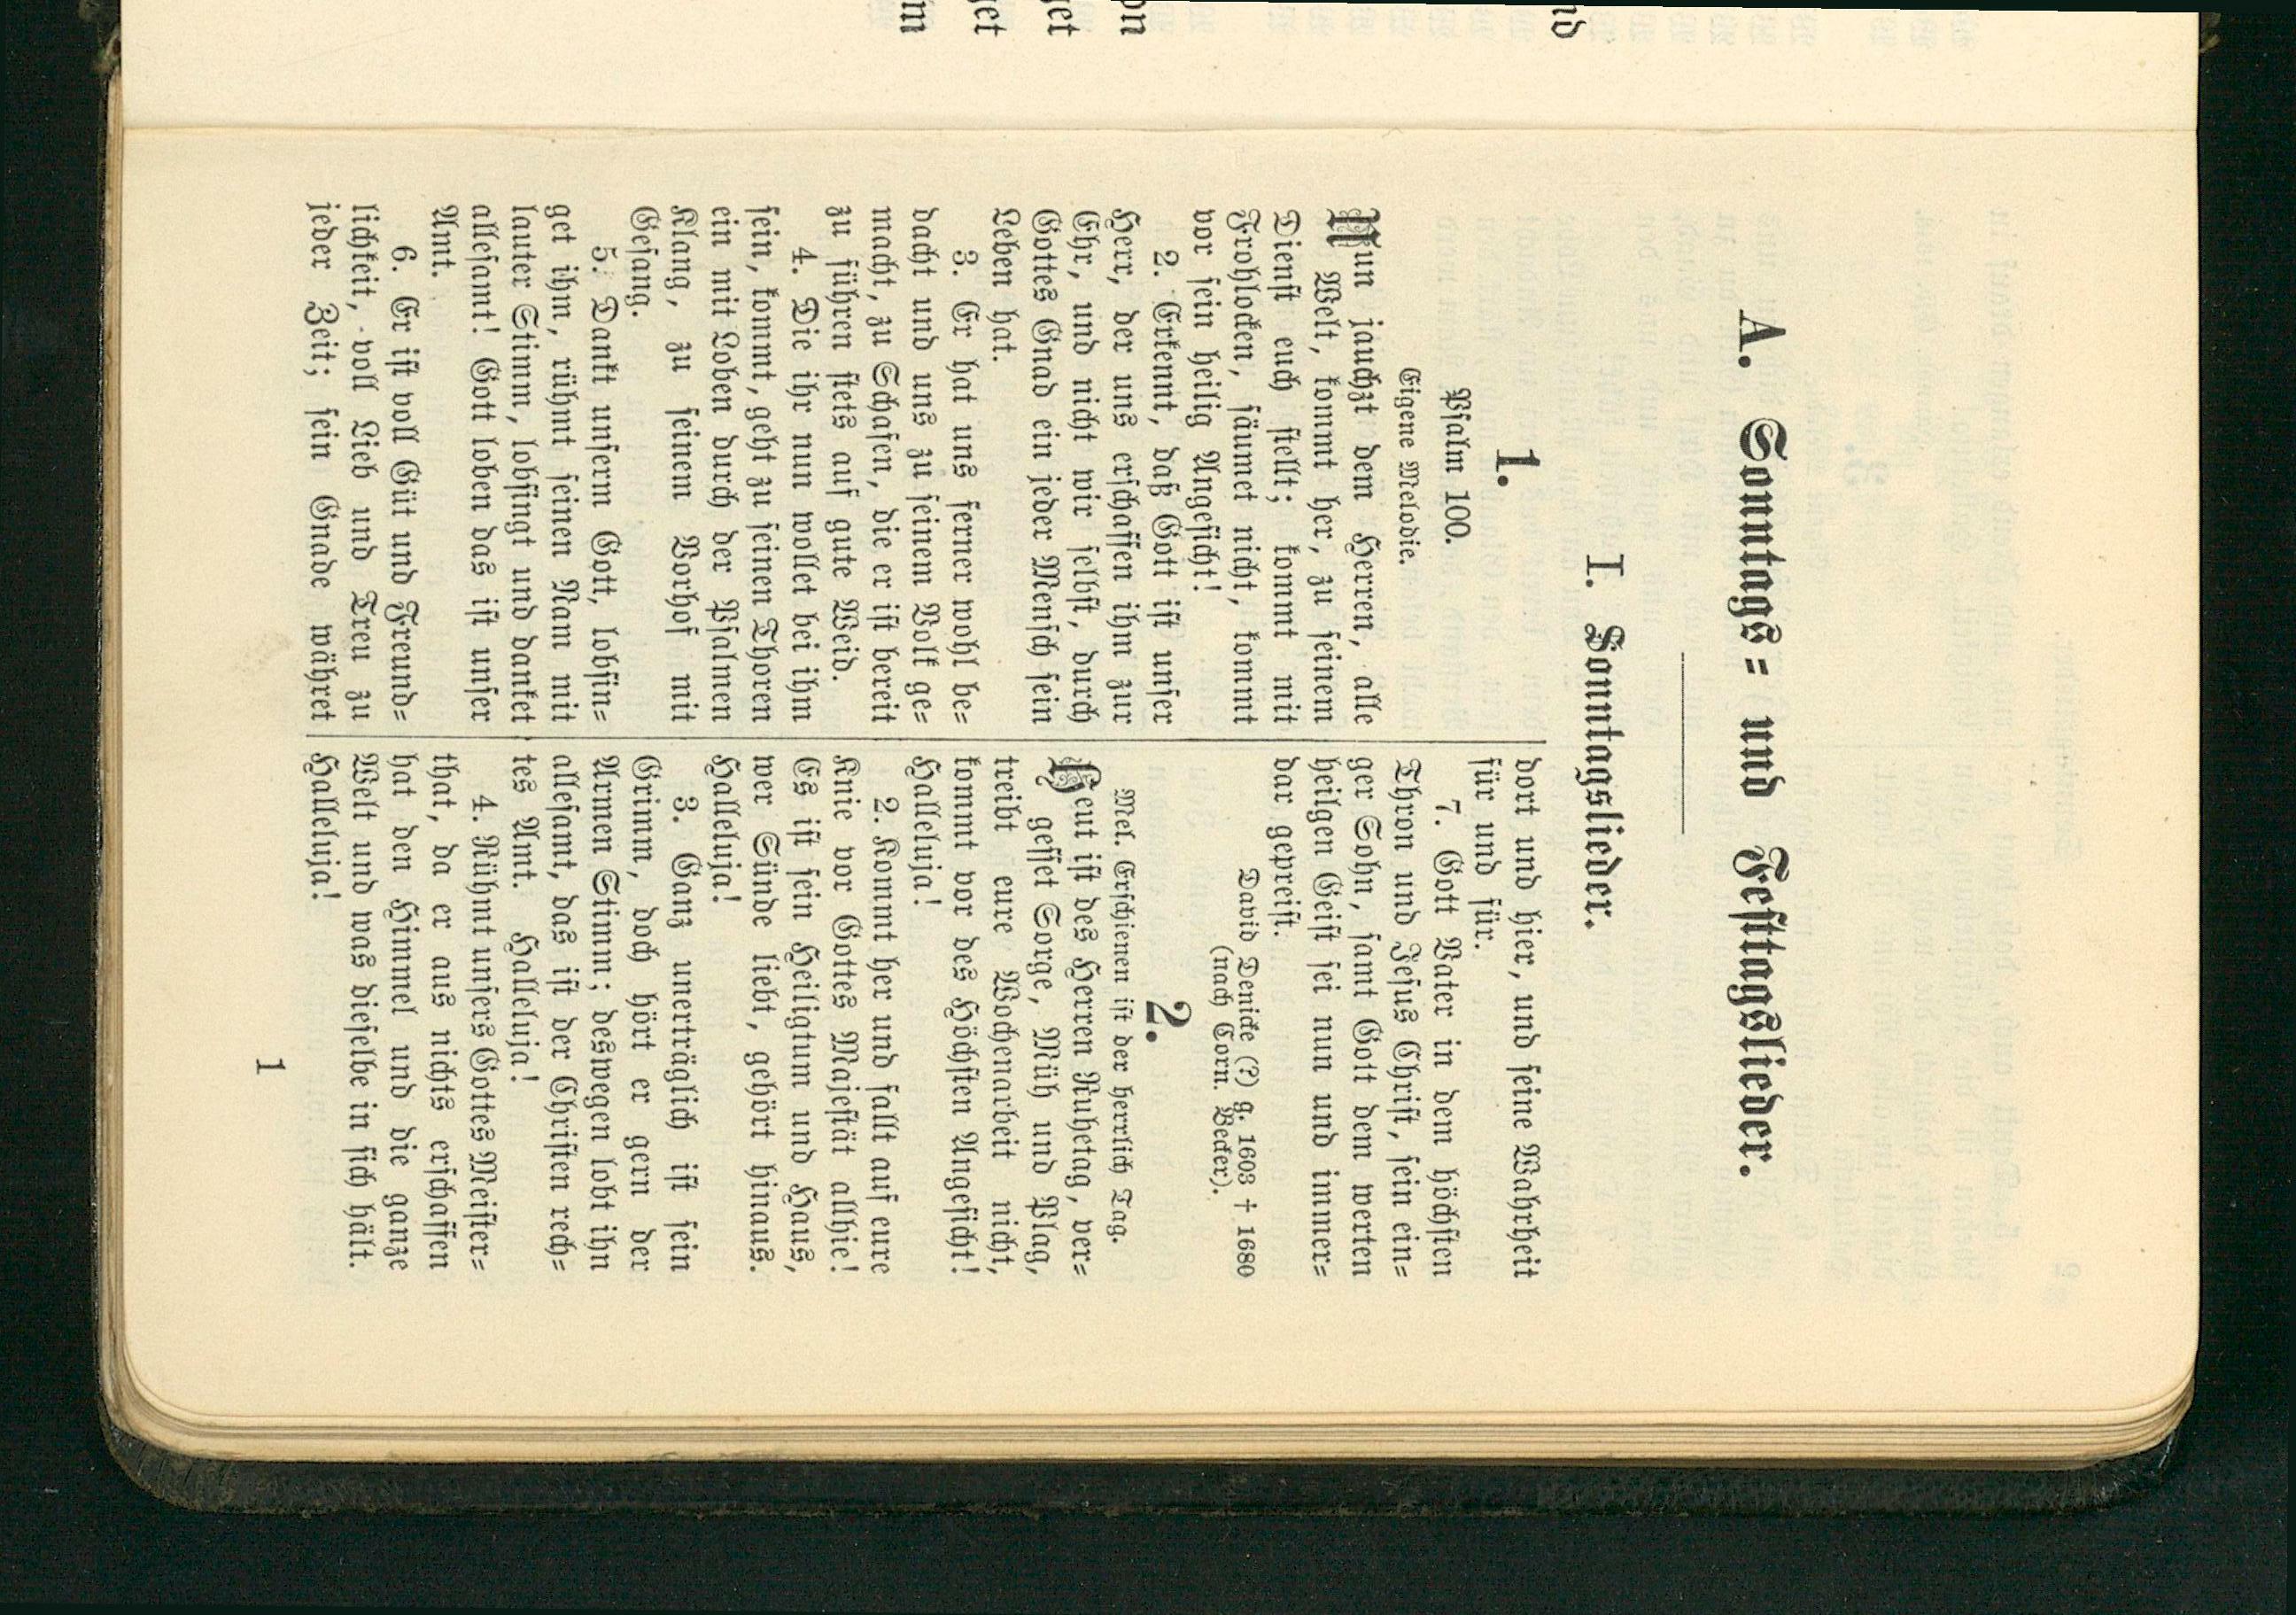 A. Sonntags= und Festtagslieder.
I. Sonntagslieder.
1.
Psalm 100.
Eigene Melodie.
Nun jauchzt dem Herren, alle
Welt, kommt her, zu seinem
Dienst euch stellt; kommt mit
Frohlocken, säumet nicht, kommt
vor sein heilig Angesicht!
2. Erkennt, daß Gott ist unser
Herr, der uns erschaffen ihm zur
Ehr, und nicht wir selbst, durch
Gottes Gnad ein jeder Mensch sein
Leben hat.
3. Er hat uns ferner wohl be=
dacht und uns zu seinem Volk ge=
macht, zu Schafen, die er ist bereit
zu führen stets auf gute Weid.
4. Die ihr nun wollet bei ihm
sein, kommt, geht zu seinen Thoren
ein mit Loben durch der Psalmen
Klang, zu seinem Vorhof mit
Gesang.
5. Dankt unserm Gott, lobsin=
get ihm, rühmt seinen Nam mit
lauter Stimm, lobsingt und danket
allesamt! Gott loben das ist unser
Amt.
6. Er ist voll Güt und Freund=
lichkeit, voll Lieb und Treu zu
jeder Zeit; sein Gnade währet
dort und hier, und seine Wahrheit
für und für.
7. Gott Vater in dem höchsten
Thron und Jesus Christ, sein ein=
ger Sohn, samt Gott dem werten
heilgen Geist sei nun und immer=
dar gepreist.
David Denicke (?) g. 1603 † 1680
(nach Corn. Becker).
2.
Mel. Erschienen ist der herrlich Tag.
Heut ist des Herren Ruhetag, ver=
gesset Sorge, Müh und Plag,
treibt eure Wochenarbeit nicht,
kommt vor des Höchsten Angesicht!
Halleluja!
2. Kommt her und fallt auf eure
Knie vor Gottes Majestät allhie!
Es ist sein Heiligtum und Haus,
wer Sünde liebt, gehört hinaus.
Halleluja!
3. Ganz unerträglich ist sein
Grimm, doch hört er gern der
Armen Stimm; deswegen lobt ihn
allesamt, das ist der Christen rech=
tes Amt. Halleluja!
4. Rühmt unsers Gottes Meister=
that, da er aus nichts erschaffen
hat den Himmel und die ganze
Welt und was dieselbe in sich hält.
Halleluja!
1